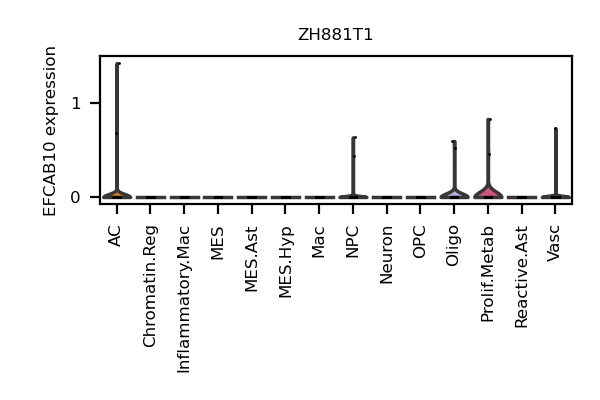 ZH881T1
EFCAB10 expression
1
0
AC
Chromatin.Reg
Inflammatory.Mac
MES
MES.Ast
MES.Hyp
Mac
NPC
Neuron
OPC
Oligo
Prolif.Metab
Reactive.Ast
Vasc